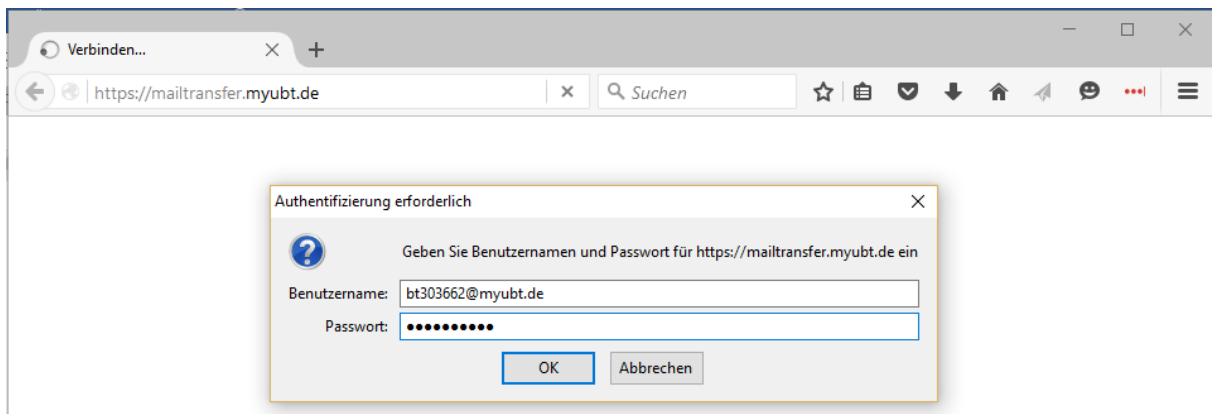 Verbinden...
https://mailtransfer.myubt.de
Suchen
Authentifizierung erforderlich
Geben Sie Benutzernamen und Passwort für https://mailtransfer.myubt.de ein
Benutzername: bt303662@myubt.de
Passwort: ●●●●●●●●●●
OK Abbrechen